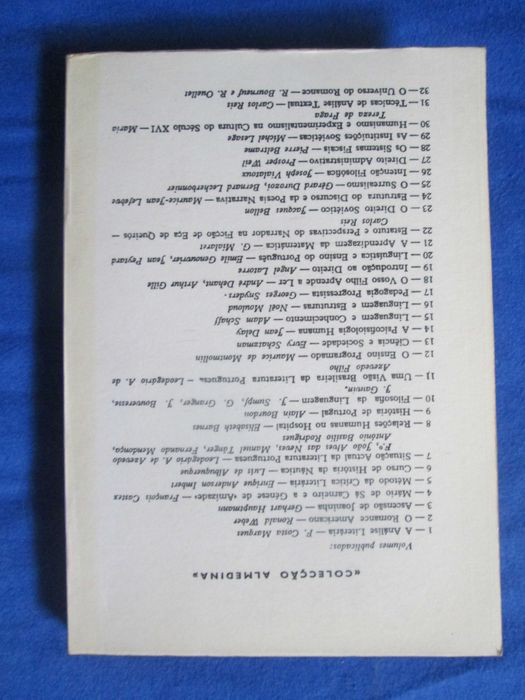 «COLECÇÃO ALMEDINA»
Volumes publicados:
1 — A Análise Literária — F. Costa Marques
2 — O Romance Americano — Ronald Weber
3 — Ascensão de Joaninha — Gerhart Hauptmann
4 — Mário de Sá Carneiro e a Génese de «Amizade» — François Castex
5 — Método da Crítica Literária — Enrique Anderson Imbert
6 — Curso de História da Náutica — Luís de Albuquerque
7 — Situação Actual da Literatura Portuguesa — Leodegário A. de Azevedo
F.º, João Alves das Neves, Manuel Tânger, Fernando Mendonça,
António Basílio Rodrigues
8 — Relações Humanas no Hospital — Elisabeth Barnes
9 — História de Portugal — Alain Bourdon
10 — Filosofia da Linguagem — J. Sumpf, G. Granger, J. Bouveresse,
J. Gauvin,
11 — Uma Visão Brasileira da Literatura Portuguesa — Leodegário A. de
Azevedo Filho
12 — O Ensino Programado — Maurice de Montmollin
13 — Ciência e Sociedade — Evry Schatzman
14 — A Psicofisiologia Humana — Jean Delay
15 — Linguagem e Conhecimento — Adam Schaff
16 — Linguagem e Estruturas — Noël Mouloud
17 — Pedagogia Progressista — Georges Snyders
18 — O Vosso Filho Aprende a Ler — André Dehant, Arthur Gille
19 — Introdução ao Direito — Angel Latorre
20 — Linguística e Ensino do Português — Emile Genouvrier, Jean Peytard
21 — A Aprendizagem da Matemática — G. Mialaret
22 — Estatuto e Perspectivas do Narrador na Ficção de Eça de Queirós —
Carlos Reis
23 — O Direito Soviético — Jacques Bellon
24 — Estrutura do Discurso e da Poesia Narrativa — Maurice-Jean Lefebve
25 — O Surrealismo — Gérard Durozoi, Bernard Lecherbonnier
26 — Intenção Filosófica — Joseph Vialatoux
27 — Direito Administrativo — Prosper Weil
28 — Os Sistemas Fiscais — Pierre Beltrame
29 — As Instituições Soviéticas — Michel Lesage
30 — Humanismo e Experimentalismo na Cultura do Século XVI — Maria
Tereza de Fraga
31 — Técnicas de Análise Textual — Carlos Reis
32 — O Universo do Romance — R. Bourneuf e R. Ouellet